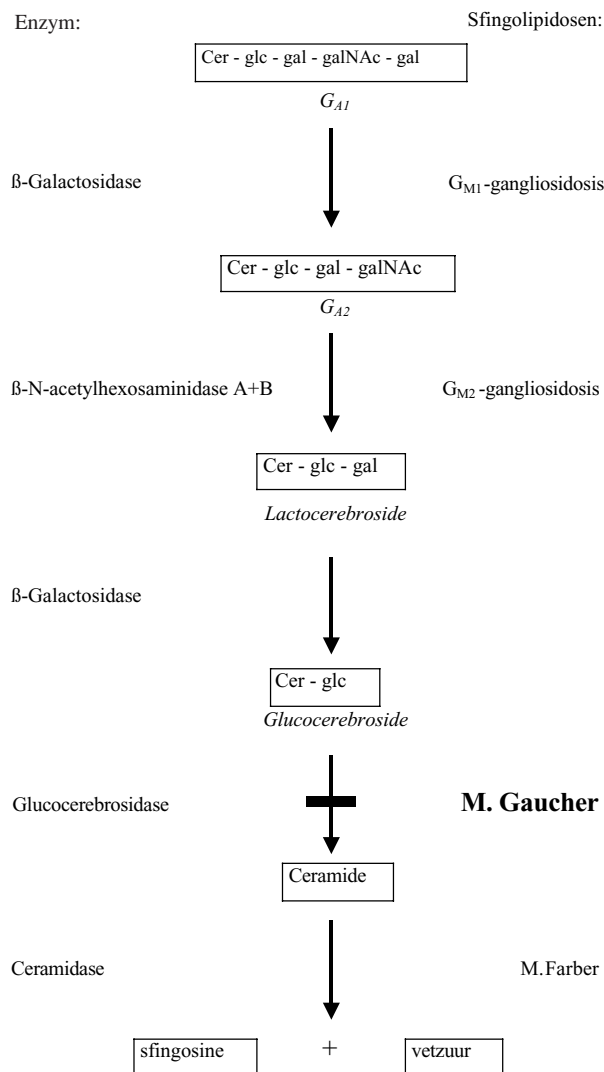 Enzym: Sfingolipidosen:
Cer - glc - gal - galNAc - gal
GA1
ß-Galactosidase GM1-gangliosidosis
Cer - glc - gal - galNAc
GA2
ß-N-acetylhexosaminidase A+B GM2-gangliosidosis
Cer - glc - gal
Lactocerebroside
ß-Galactosidase
Cer - glc
Glucocerebroside
Glucocerebrosidase M. Gaucher
Ceramide
Ceramidase M.Farber
sfingosine + vetzuur